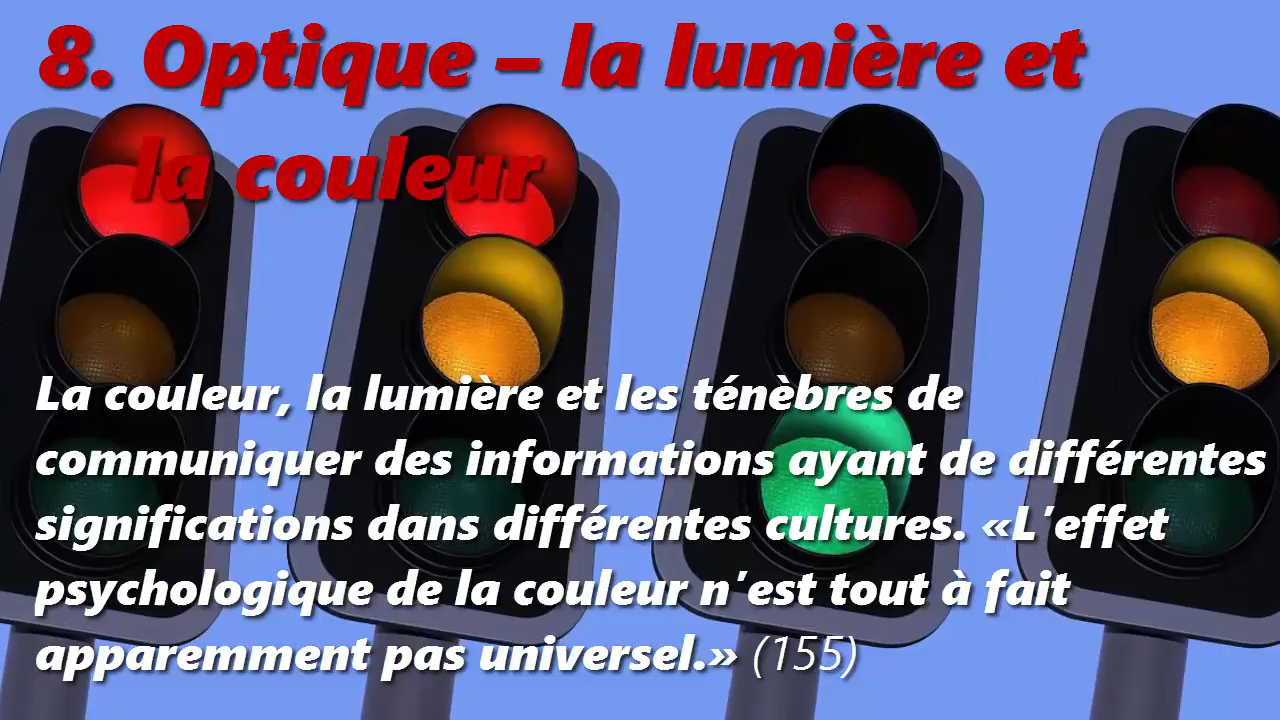 8. Optique – la lumière et
la couleur
La couleur, la lumière et les ténèbres de
communiquer des informations ayant de différentes
significations dans différentes cultures. «L'effet
psychologique de la couleur n'est tout à fait
apparemment pas universel.» (155)